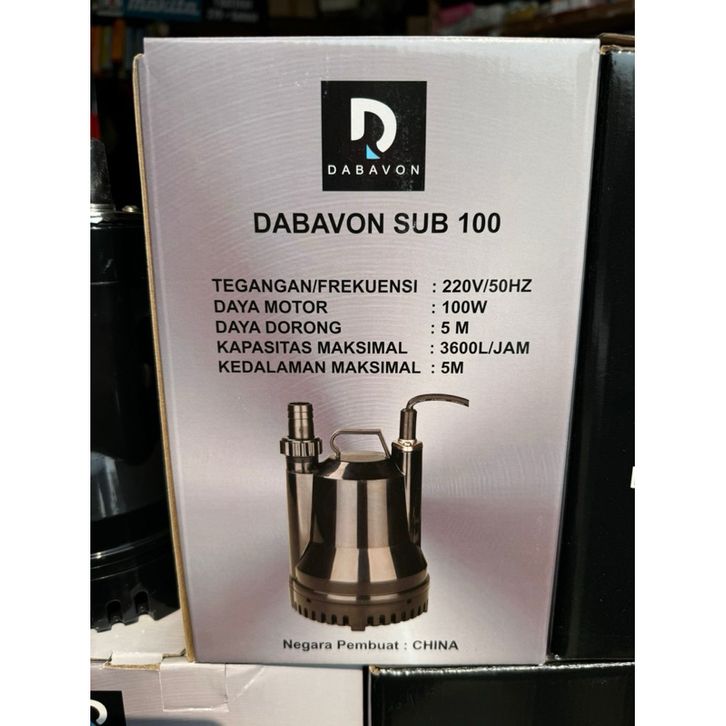 makita
DABAVON
DABAVON SUB 100
TEGANGAN/FREKUENSI : 220V/50HZ
DAYA MOTOR : 100W
DAYA DORONG : 5 M
KAPASITAS MAKSIMAL : 3600L/JAM
KEDALAMAN MAKSIMAL : 5M
Negara Pembuat : CHINA